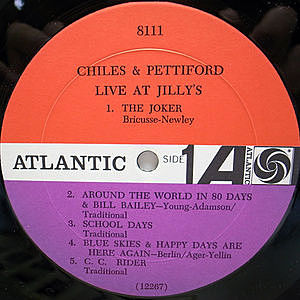 8111
CHILES & PETTIFORD
LIVE AT JILLY'S
1. THE JOKER
Bricusse-Newley
ATLANTIC SIDE 1 A ATLANTIC
2. AROUND THE WORLD IN 80 DAYS
& BILL BAILEY—Young-Adamson/
Traditional
3. SCHOOL DAYS
Traditional
4. BLUE SKIES & HAPPY DAYS ARE
HERE AGAIN—Berlin/Ager-Yellin
5. C. C. RIDER
Traditional
(12267)